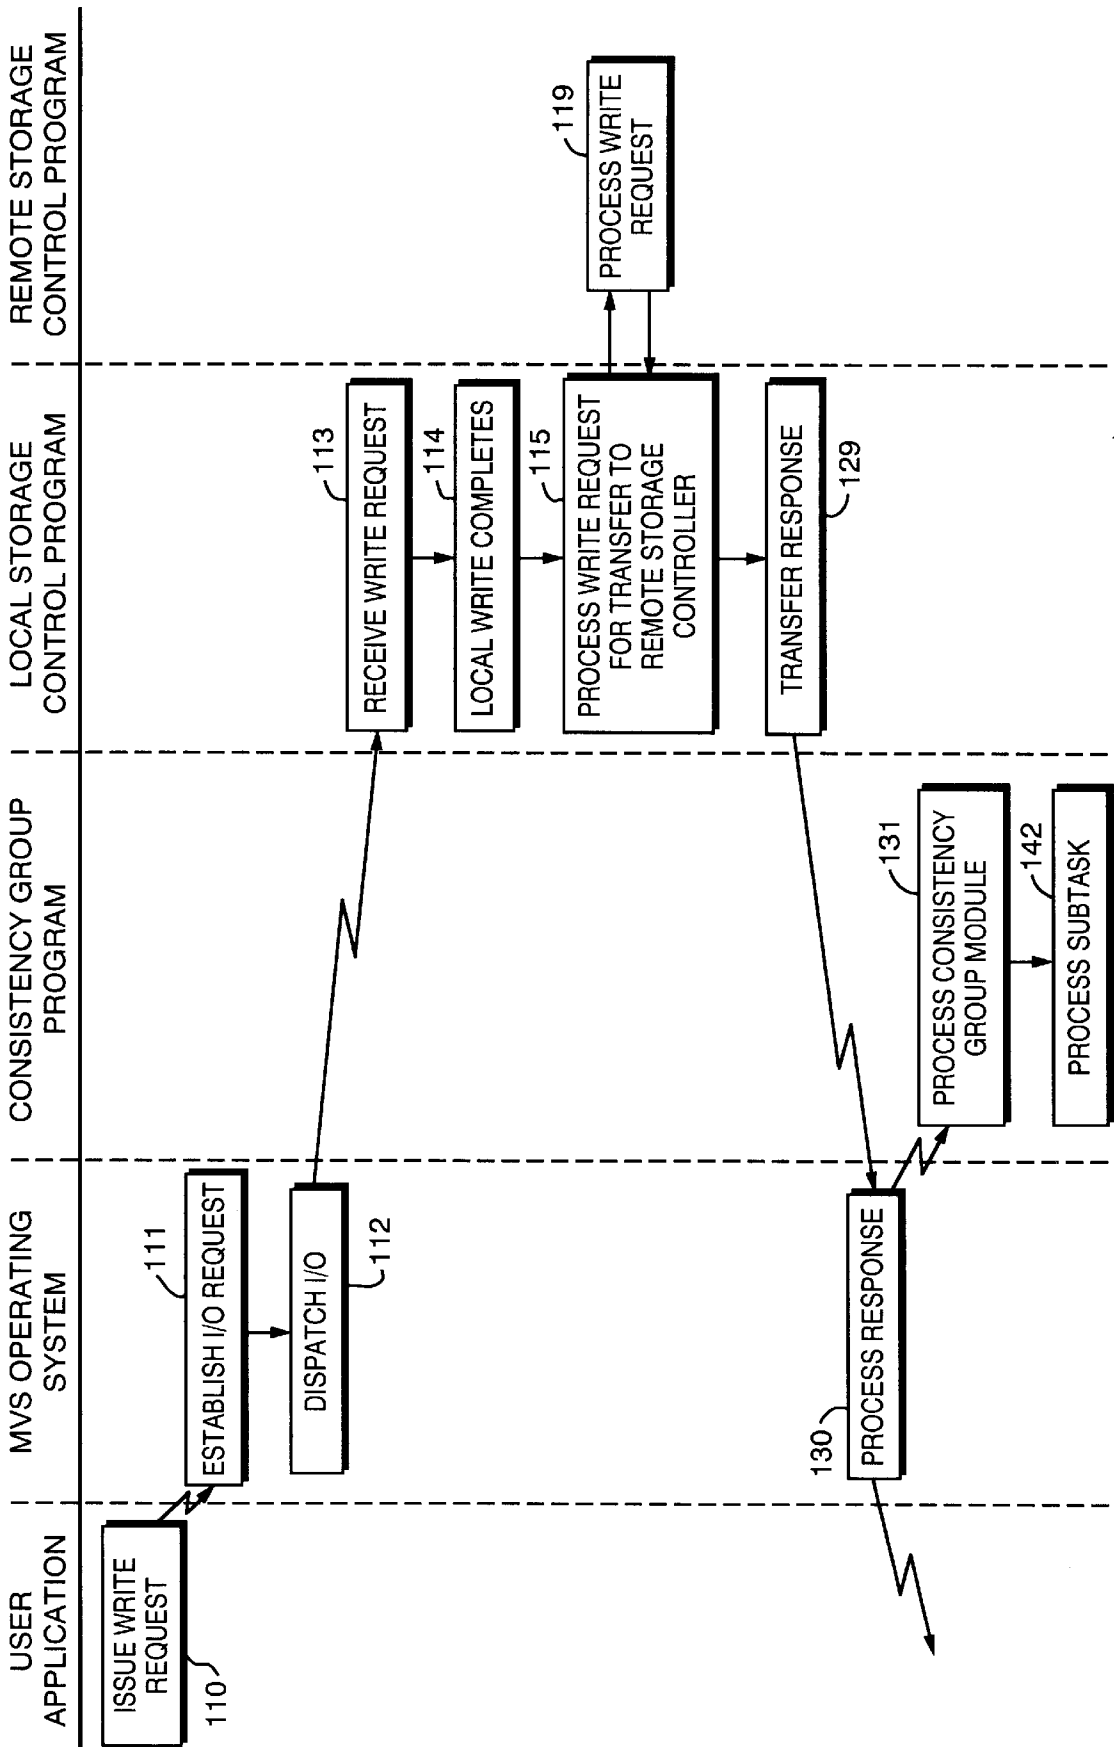 USER
APPLICATION
MVS OPERATING
SYSTEM
CONSISTENCY GROUP
PROGRAM
LOCAL STORAGE
CONTROL PROGRAM
REMOTE STORAGE
CONTROL PROGRAM
ISSUE WRITE
REQUEST
110
111
ESTABLISH I/O REQUEST
DISPATCH I/O
112
113
RECEIVE WRITE REQUEST
114
LOCAL WRITE COMPLETES
115
PROCESS WRITE REQUEST
FOR TRANSFER TO
REMOTE STORAGE
CONTROLLER
119
PROCESS WRITE
REQUEST
TRANSFER RESPONSE
129
130
PROCESS RESPONSE
131
PROCESS CONSISTENCY
GROUP MODULE
142
PROCESS SUBTASK